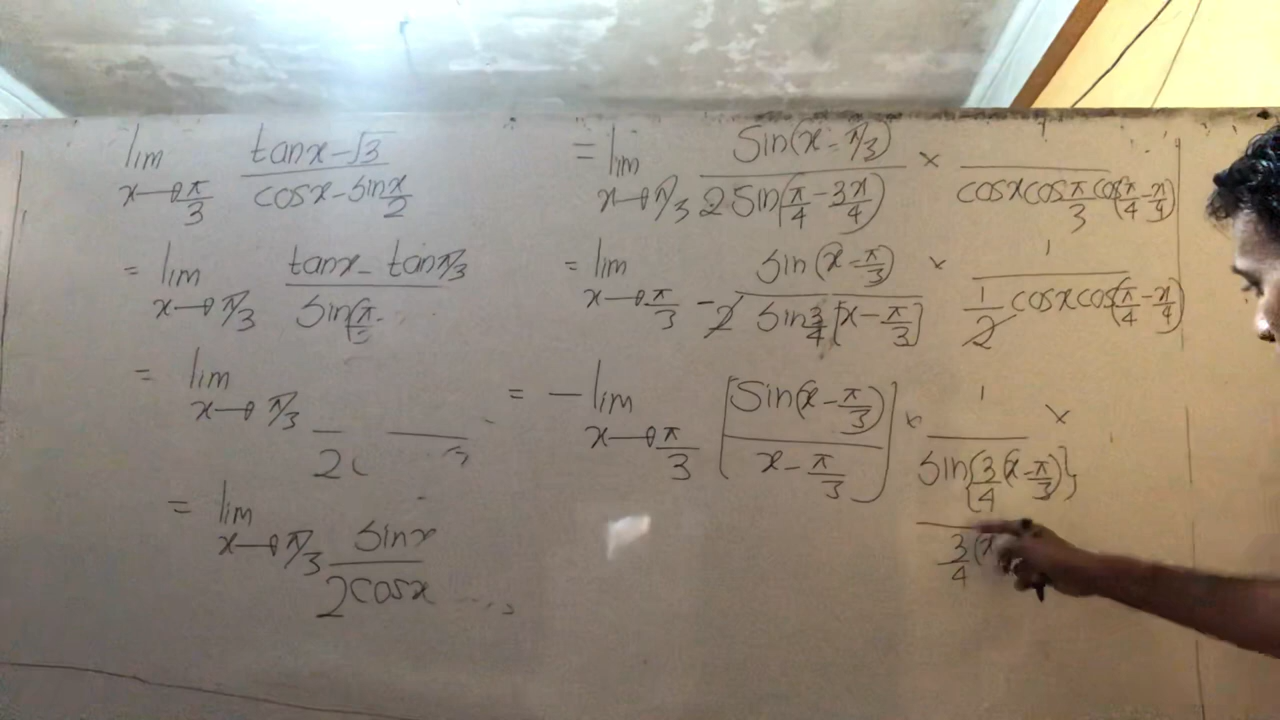 lim x→π/3 (tanx-√3)/(cosx-sin x/2)
= lim x→π/3 (tanx- tanπ/3)/(Sin(π-
= lim x→π/3 2(
= lim x→π/3 Sinx/2cosx ....
= lim x→π/3 Sin(x-π/3)/2Sin(π/4-3x/4) × 1/cosxcosπ/3cos(π/4-x/4)
= lim x→π/3 Sin(x-π/3)/-2 Sin3/4[x-π/3] × 1/(1/2 cosxcos(π/4-x/4))
= -lim x→π/3 [Sin(x-π/3)/(x-π/3)] × 1/(Sin{3/4(x-π/3)}/(3/4(x ×